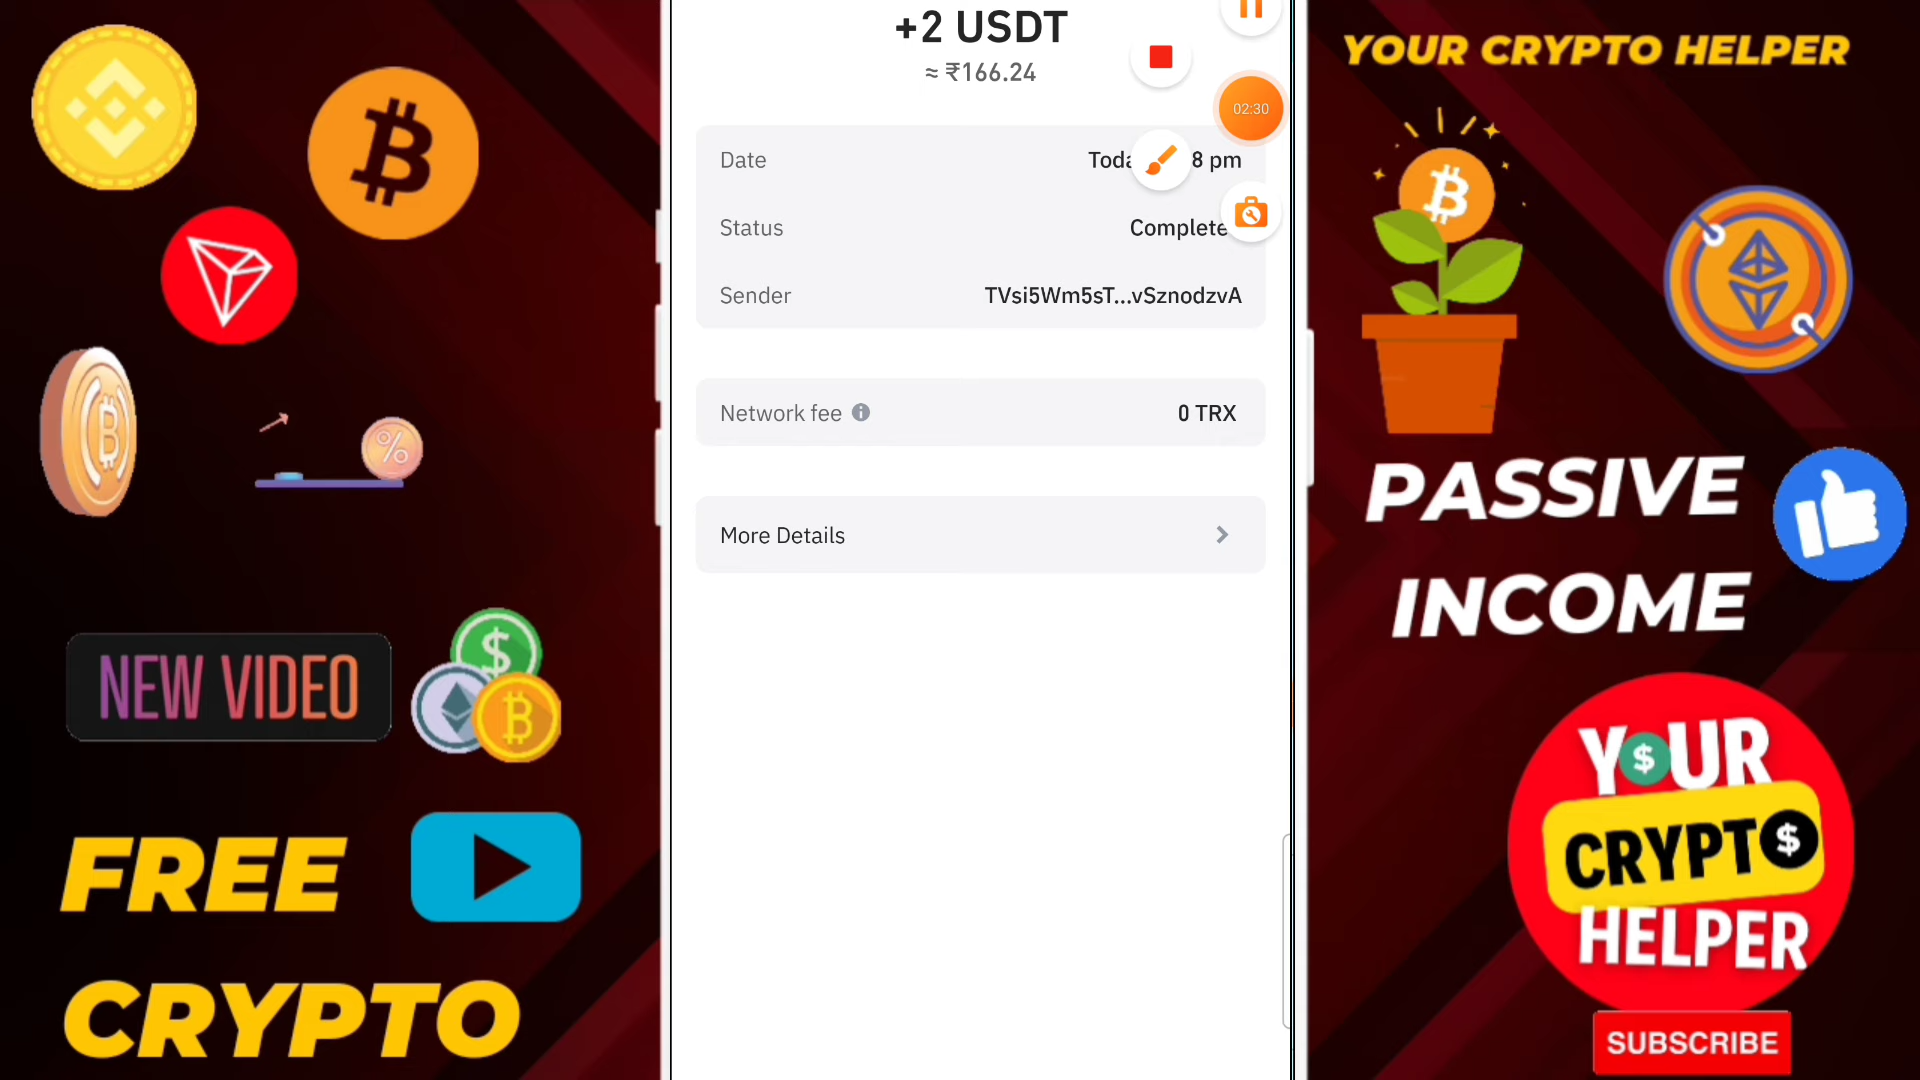 +2 USDT
≈ ₹166.24
02:30
Date
8 pm
Status
Complete
Sender
TVsi5Wm5sT...vSznodzvA
Network fee
0 TRX
More Details
NEW VIDEO
FREE
CRYPTO
YOUR CRYPTO HELPER
PASSIVE
INCOME
YOUR
CRYPTO
HELPER
SUBSCRIBE